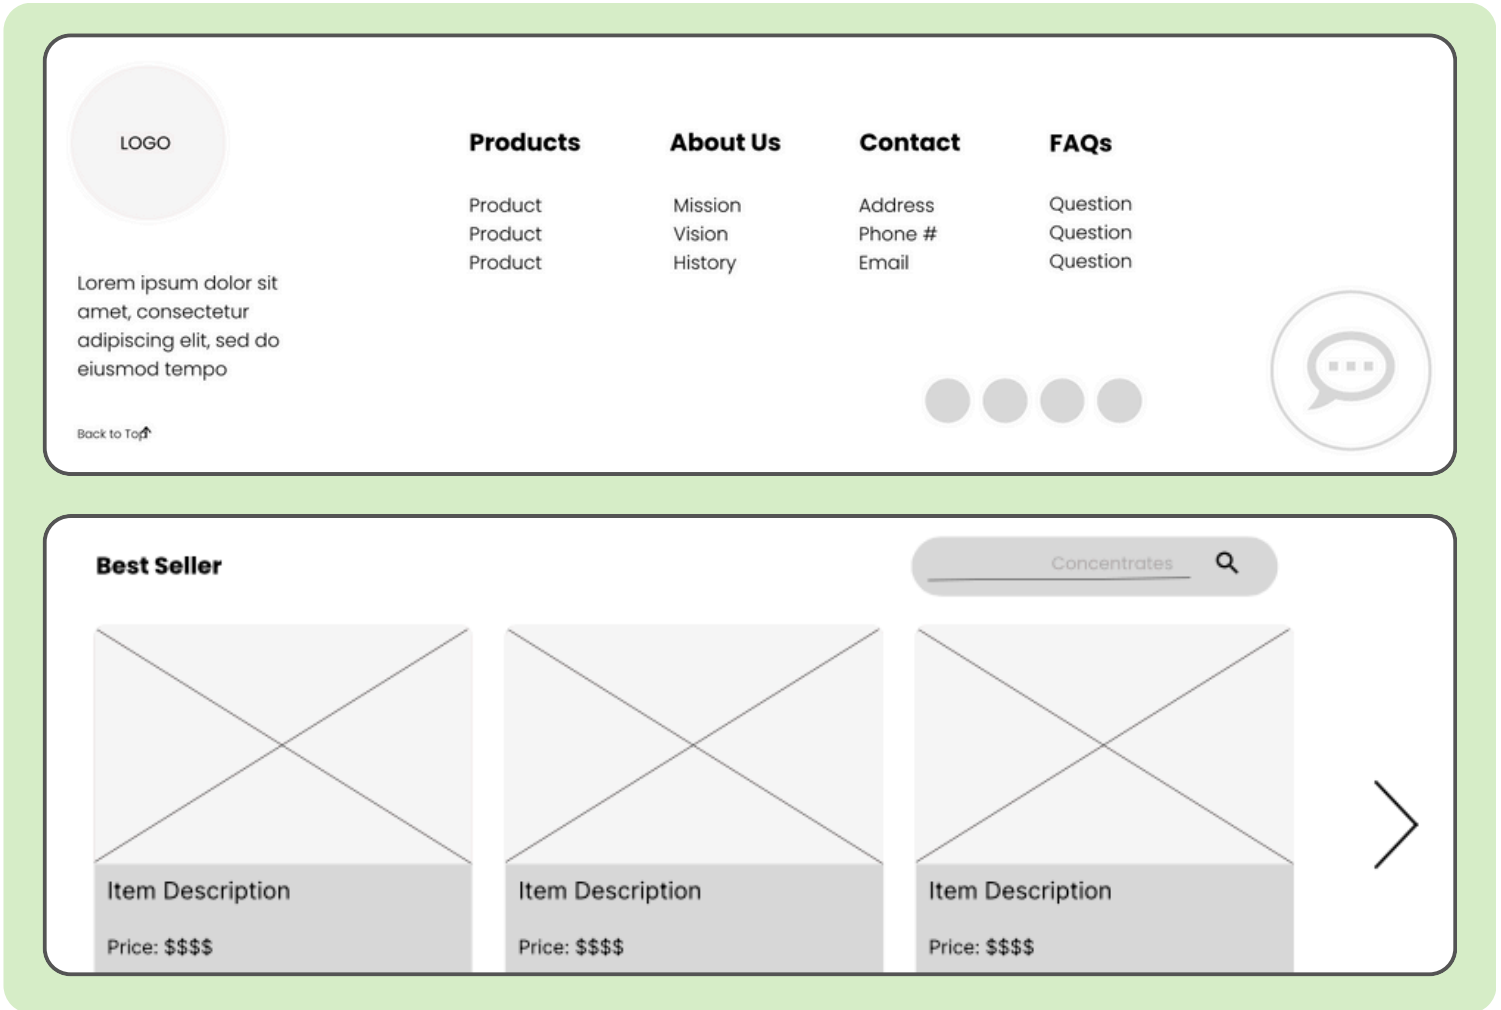 LOGO
Products
About Us
Contact
FAQs
Product
Mission
Address
Question
Product
Vision
Phone #
Question
Product
History
Email
Question
Lorem ipsum dolor sit
amet, consectetur
adipiscing elit, sed do
eiusmod tempo
Back to Top
Best Seller
Concentrates
Item Description
Item Description
Item Description
Price: $$$$
Price: $$$$
Price: $$$$